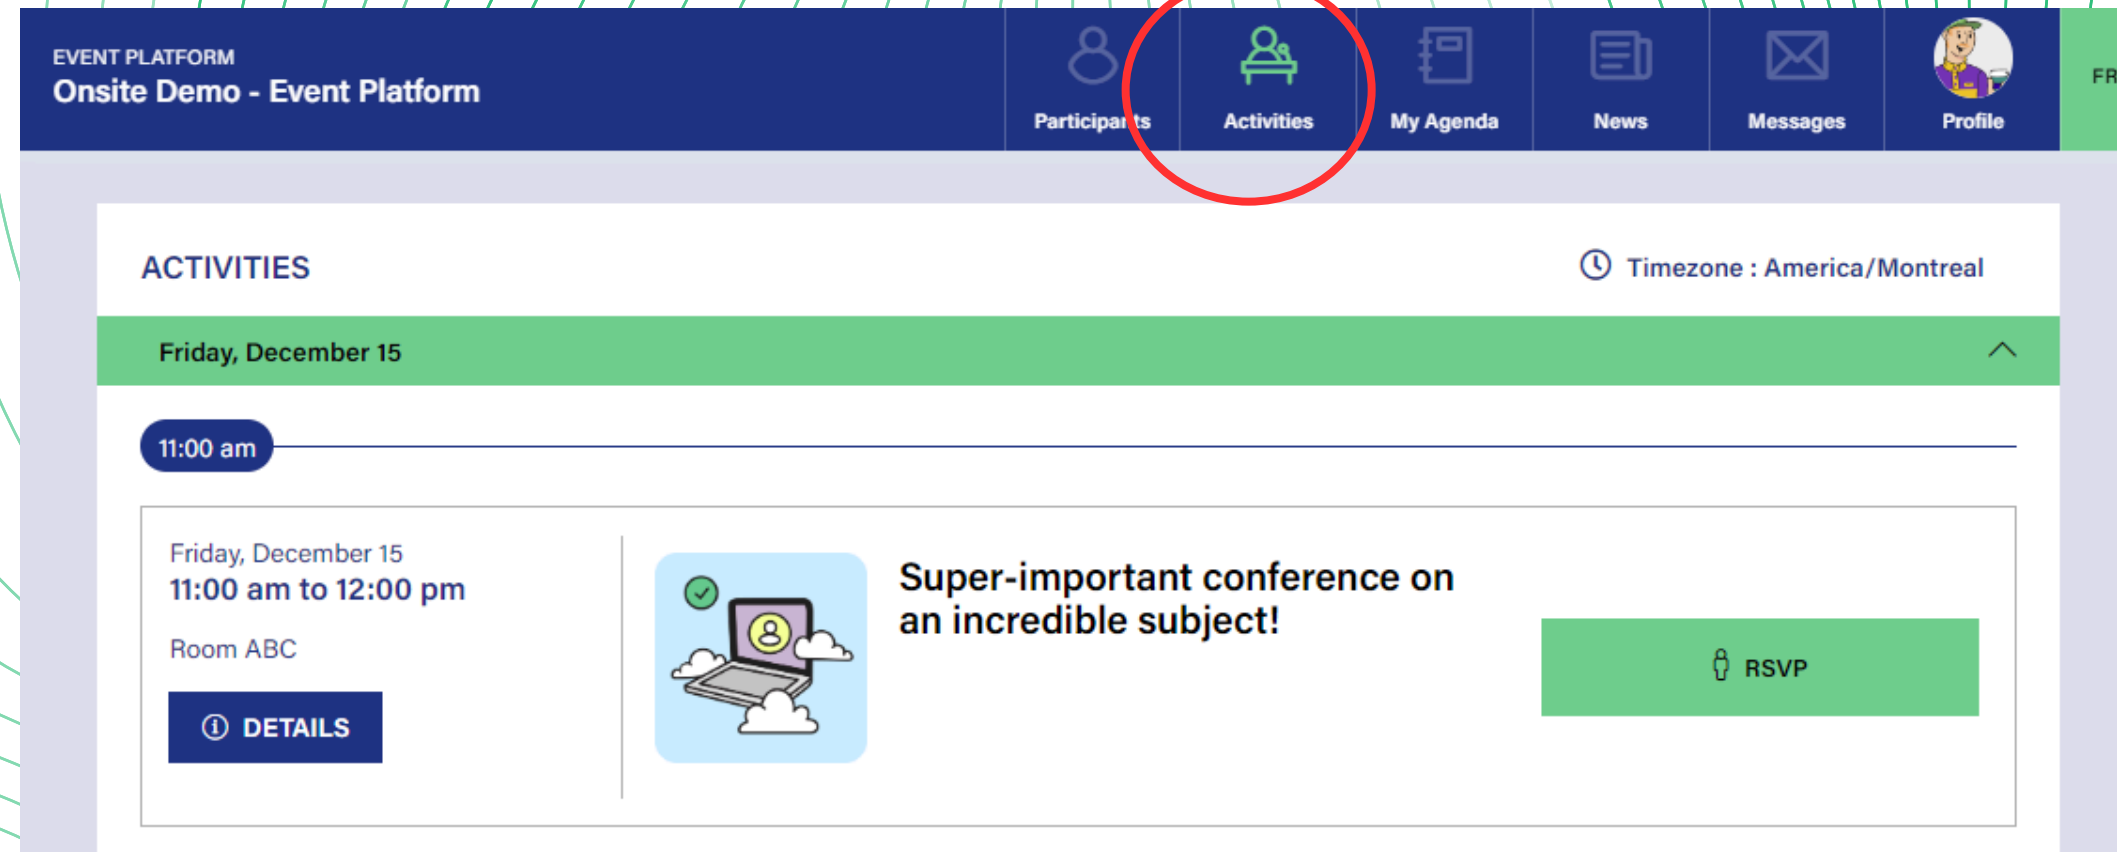 EVENT PLATFORM
Onsite Demo - Event Platform
Participants
Activities
My Agenda
News
Messages
Profile
FR
ACTIVITIES
Timezone : America/Montreal
Friday, December 15
11:00 am
Friday, December 15
11:00 am to 12:00 pm
Room ABC
DETAILS
Super-important conference on
an incredible subject!
RSVP